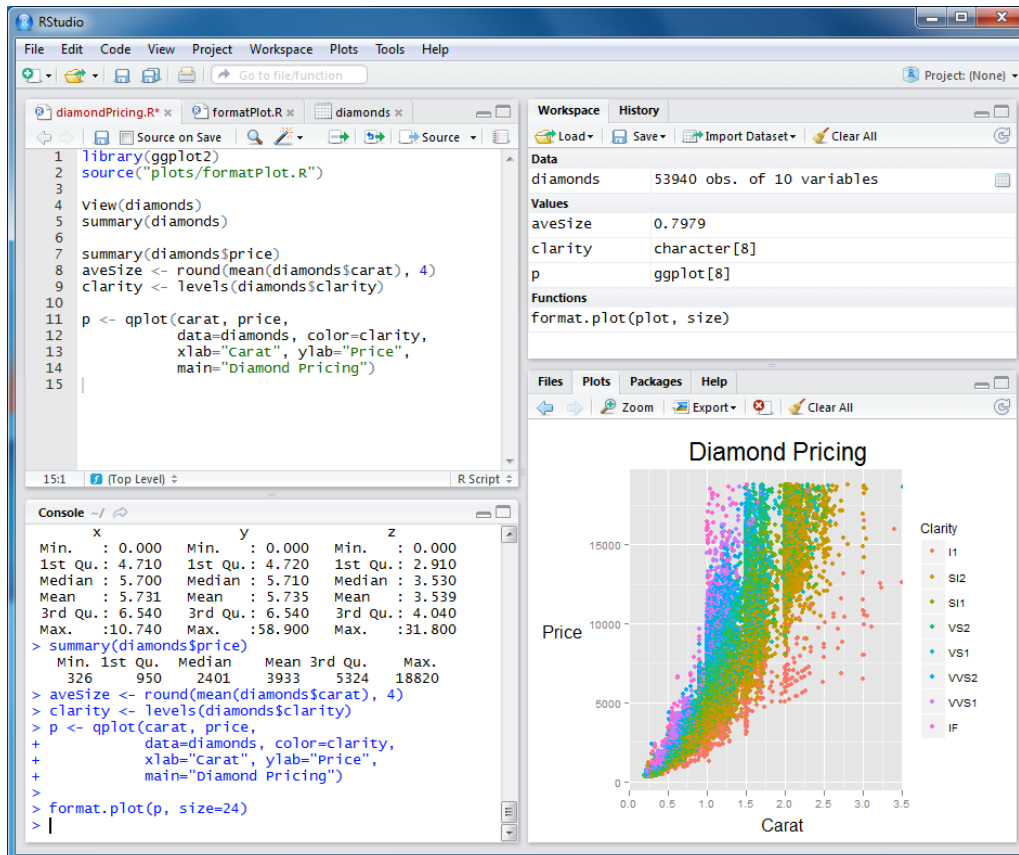 RStudio
File Edit Code View Project Workspace Plots Tools Help
Go to file/function
Project: (None)
diamondPricing.R* formatPlot.R diamonds
Source on Save Source
1 library(ggplot2)
2 source("plots/formatPlot.R")
3
4 View(diamonds)
5 summary(diamonds)
6
7 summary(diamonds$price)
8 aveSize <- round(mean(diamonds$carat), 4)
9 clarity <- levels(diamonds$clarity)
10
11 p <- qplot(carat, price,
12 data=diamonds, color=clarity,
13 xlab="Carat", ylab="Price",
14 main="Diamond Pricing")
15
15:1 (Top Level) R Script
Console ~/
x y z
Min. : 0.000 Min. : 0.000 Min. : 0.000
1st Qu.: 4.710 1st Qu.: 4.720 1st Qu.: 2.910
Median : 5.700 Median : 5.710 Median : 3.530
Mean : 5.731 Mean : 5.735 Mean : 3.539
3rd Qu.: 6.540 3rd Qu.: 6.540 3rd Qu.: 4.040
Max. :10.740 Max. :58.900 Max. :31.800
> summary(diamonds$price)
Min. 1st Qu. Median Mean 3rd Qu. Max.
326 950 2401 3933 5324 18820
> aveSize <- round(mean(diamonds$carat), 4)
> clarity <- levels(diamonds$clarity)
> p <- qplot(carat, price,
+ data=diamonds, color=clarity,
+ xlab="Carat", ylab="Price",
+ main="Diamond Pricing")
>
> format.plot(p, size=24)
>
Workspace History
Load Save Import Dataset Clear All
Data
diamonds 53940 obs. of 10 variables
Values
aveSize 0.7979
clarity character[8]
p ggplot[8]
Functions
format.plot(plot, size)
Files Plots Packages Help
Zoom Export Clear All
Diamond Pricing
Price
15000
10000
5000
0
0.0 0.5 1.0 1.5 2.0 2.5 3.0 3.5
Carat
Clarity
I1
SI2
SI1
VS2
VS1
VVS2
VVS1
IF